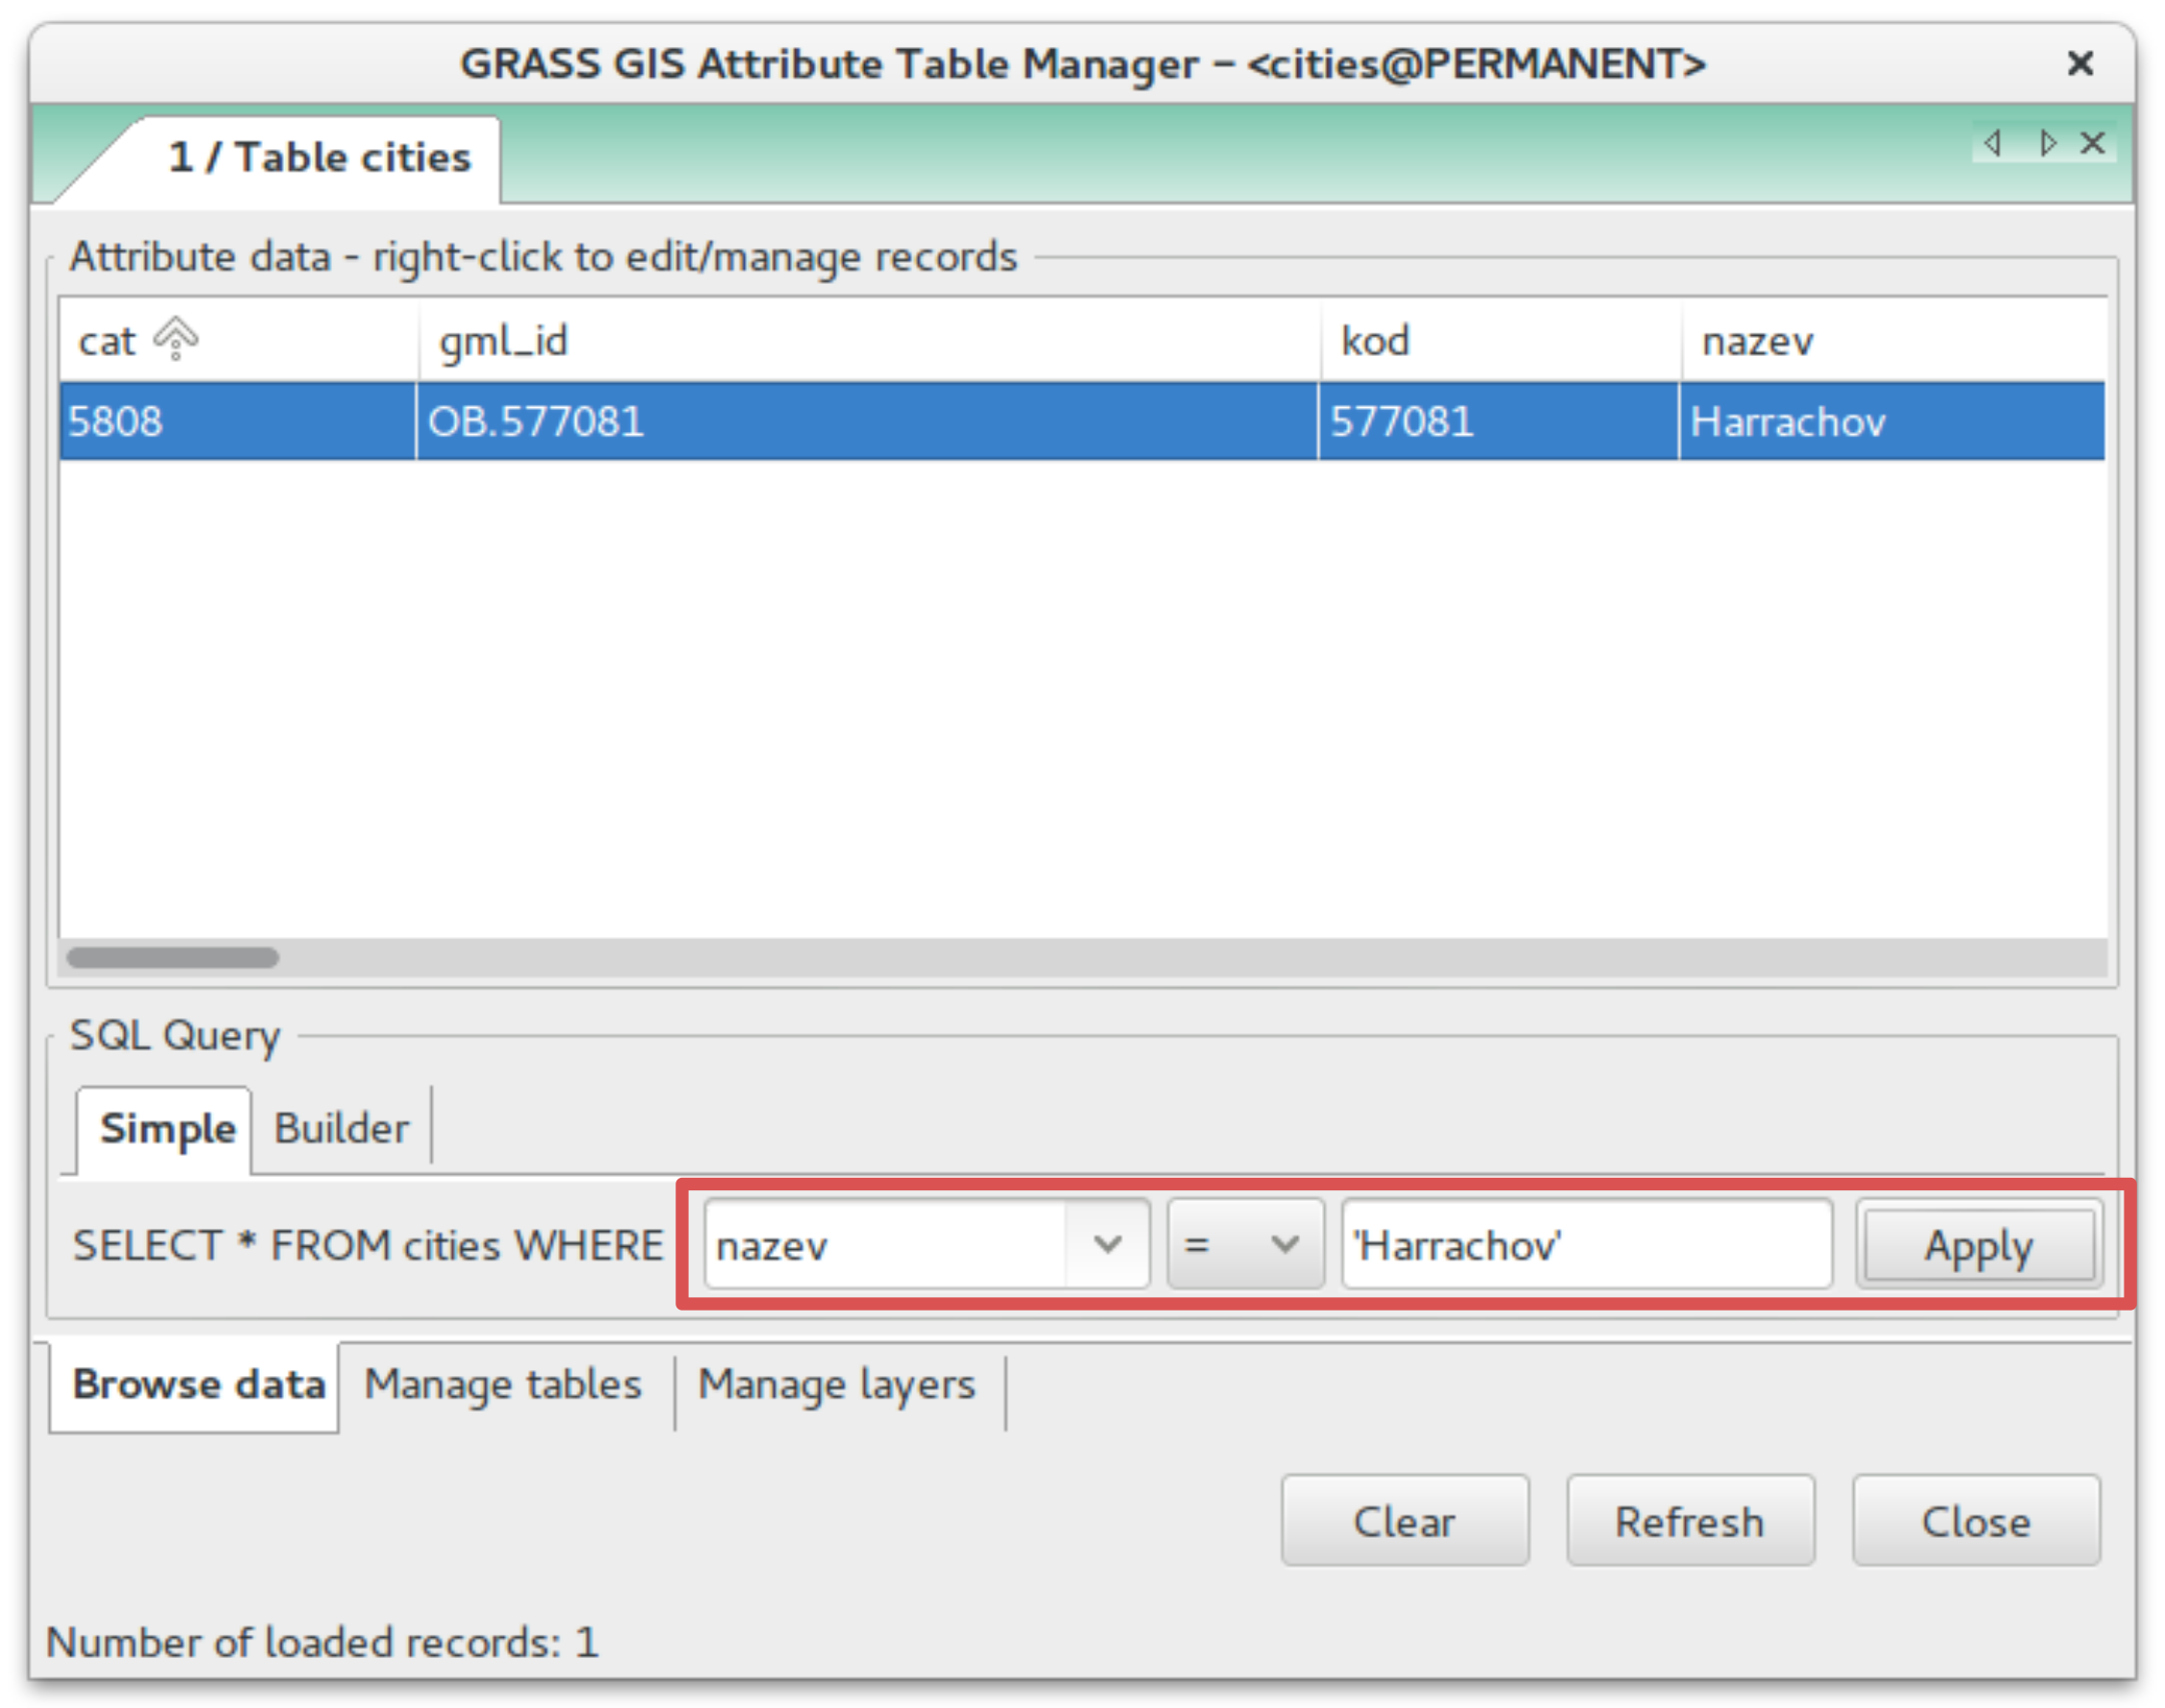 GRASS GIS Attribute Table Manager – <cities@PERMANENT>
1 / Table cities
Attribute data - right-click to edit/manage records
cat gml_id kod nazev
5808 OB.577081 577081 Harrachov
SQL Query
Simple Builder
SELECT * FROM cities WHERE nazev = 'Harrachov' Apply
Browse data Manage tables Manage layers
Clear Refresh Close
Number of loaded records: 1